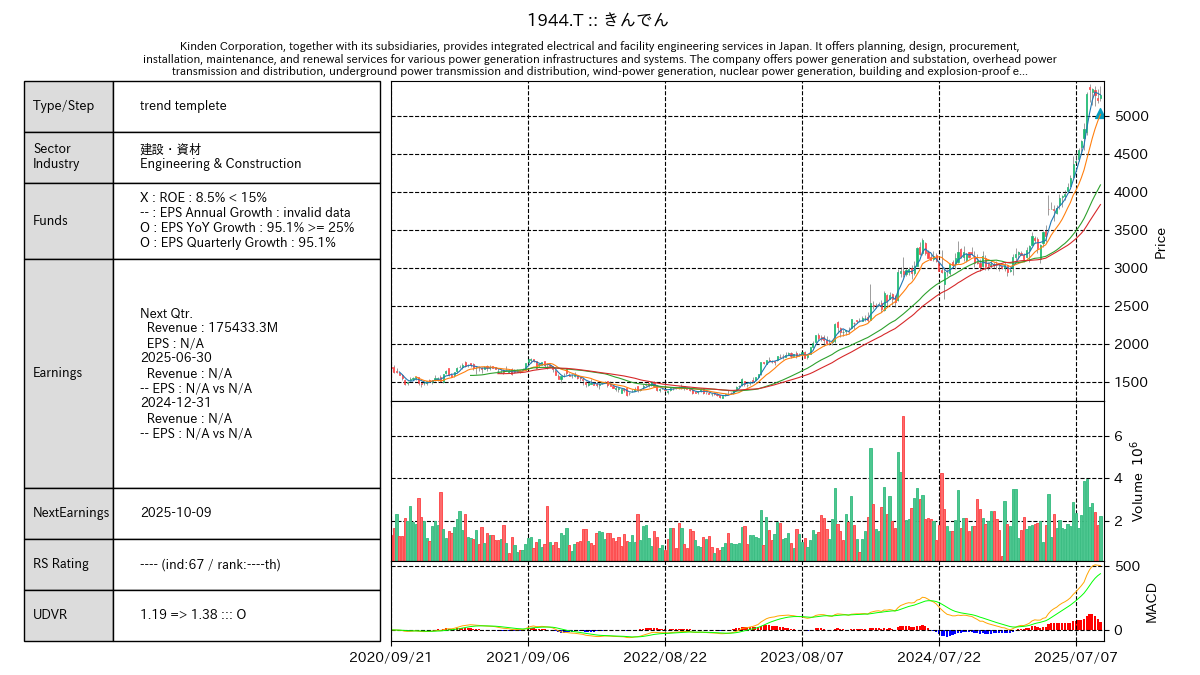 1944.T :: きんでん
Kinden Corporation, together with its subsidiaries, provides integrated electrical and facility engineering services in Japan. It offers planning, design, procurement,
installation, maintenance, and renewal services for various power generation infrastructures and systems. The company offers power generation and substation, overhead power
transmission and distribution, underground power transmission and distribution, wind-power generation, nuclear power generation, building and explosion-proof e...
Type/Step
trend templete
Sector
Industry
建設・資材
Engineering & Construction
Funds
X : ROE : 8.5% < 15%
-- : EPS Annual Growth : invalid data
O : EPS YoY Growth : 95.1% >= 25%
O : EPS Quarterly Growth : 95.1%
Earnings
Next Qtr.
Revenue : 175433.3M
EPS : N/A
2025-06-30
Revenue : N/A
-- EPS : N/A vs N/A
2024-12-31
Revenue : N/A
-- EPS : N/A vs N/A
NextEarnings
2025-10-09
RS Rating
---- (ind:67 / rank:----th)
UDVR
1.19 => 1.38 ::: O
5000
4500
4000
3500
3000
2500
2000
1500
Price
6
4
2
Volume 10^6
500
0
MACD
2020/09/21
2021/09/06
2022/08/22
2023/08/07
2024/07/22
2025/07/07